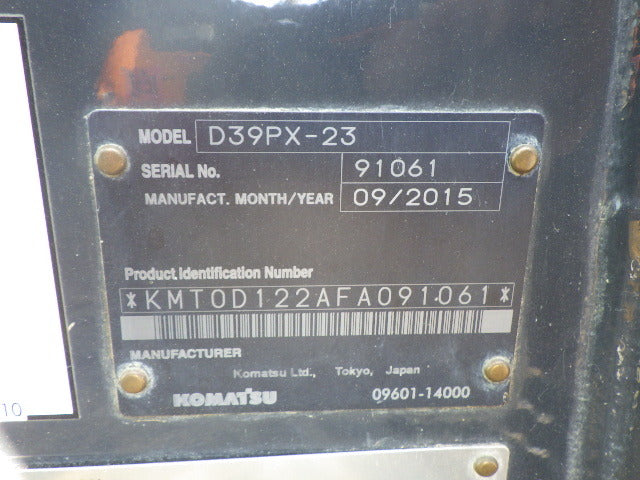 MODEL D39PX-23
SERIAL No. 91061
MANUFACT. MONTH/YEAR 09/2015
Product Identification Number
*KMT0D122AFA091061*
MANUFACTURER
Komatsu Ltd., Tokyo, Japan
KOMATSU 09601-14000
10